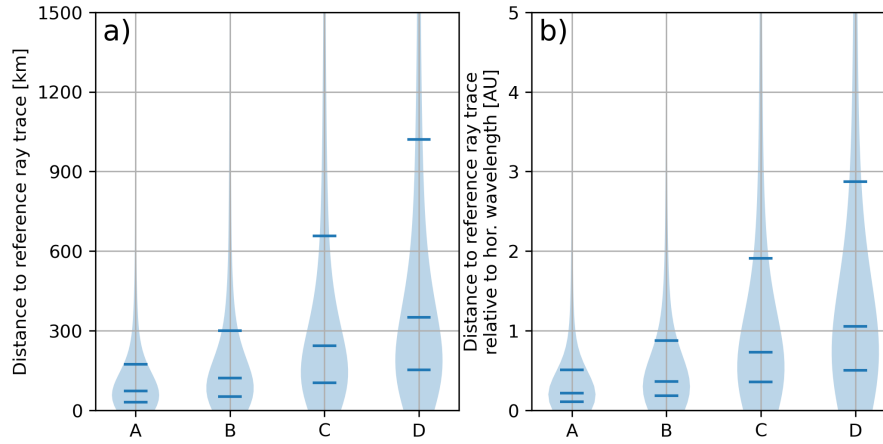 a)
Distance to reference ray trace [km]
1500
1200
900
600
300
0
A B C D
b)
Distance to reference ray trace
relative to hor. wavelength [AU]
5
4
3
2
1
0
A B C D